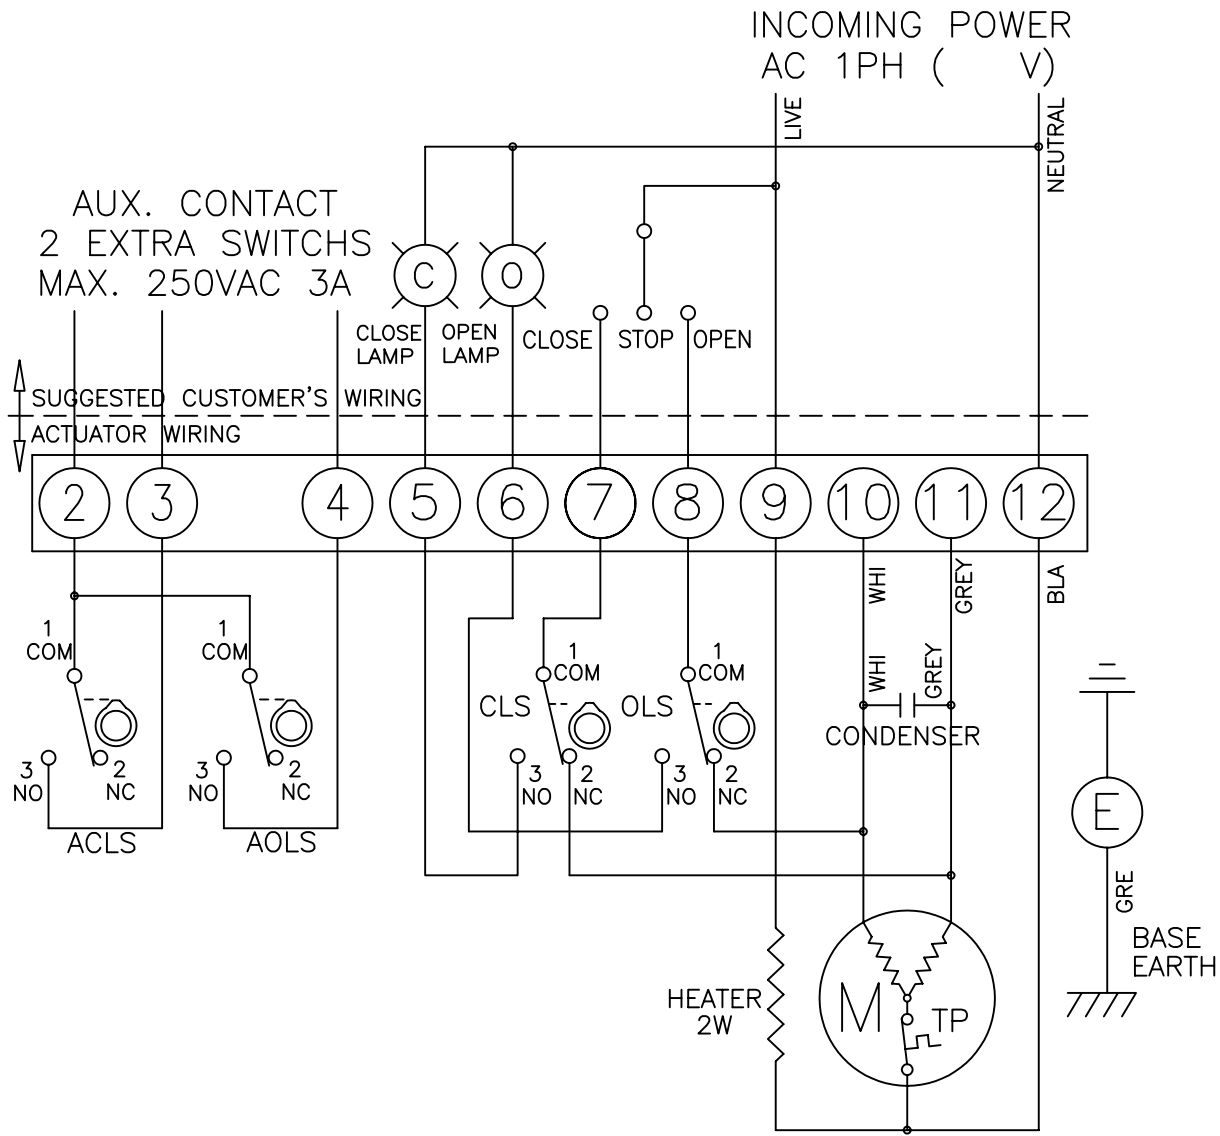 INCOMING POWER
AC 1PH ( V)
LIVE
NEUTRAL
AUX. CONTACT
2 EXTRA SWITCHS
MAX. 250VAC 3A
C
O
CLOSE
LAMP
OPEN
LAMP
CLOSE
STOP
OPEN
SUGGESTED CUSTOMER'S WIRING
ACTUATOR WIRING
2
3
4
5
6
7
8
9
10
11
12
WHI
GREY
BLA
1
COM
1
COM
1
COM
1
COM
WHI
GREY
CLS
OLS
CONDENSER
3
NO
2
NC
3
NO
2
NC
3
NO
2
NC
3
NO
2
NC
ACLS
AOLS
E
GRE
BASE
EARTH
HEATER
2W
M
TP